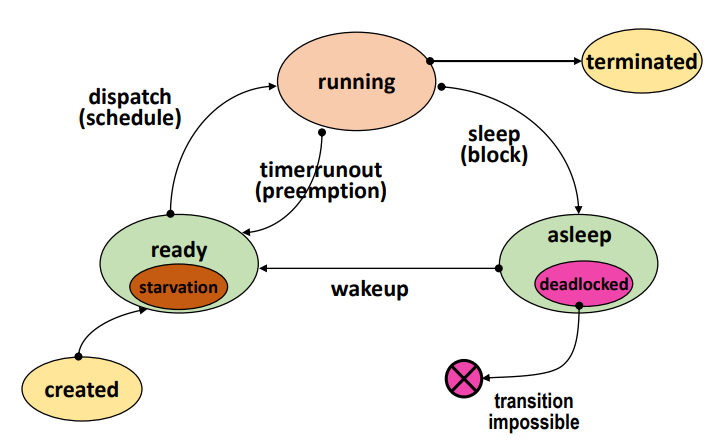 running
terminated
dispatch
(schedule)
sleep
(block)
timerrunout
(preemption)
ready
starvation
asleep
deadlocked
wakeup
created
transition
impossible